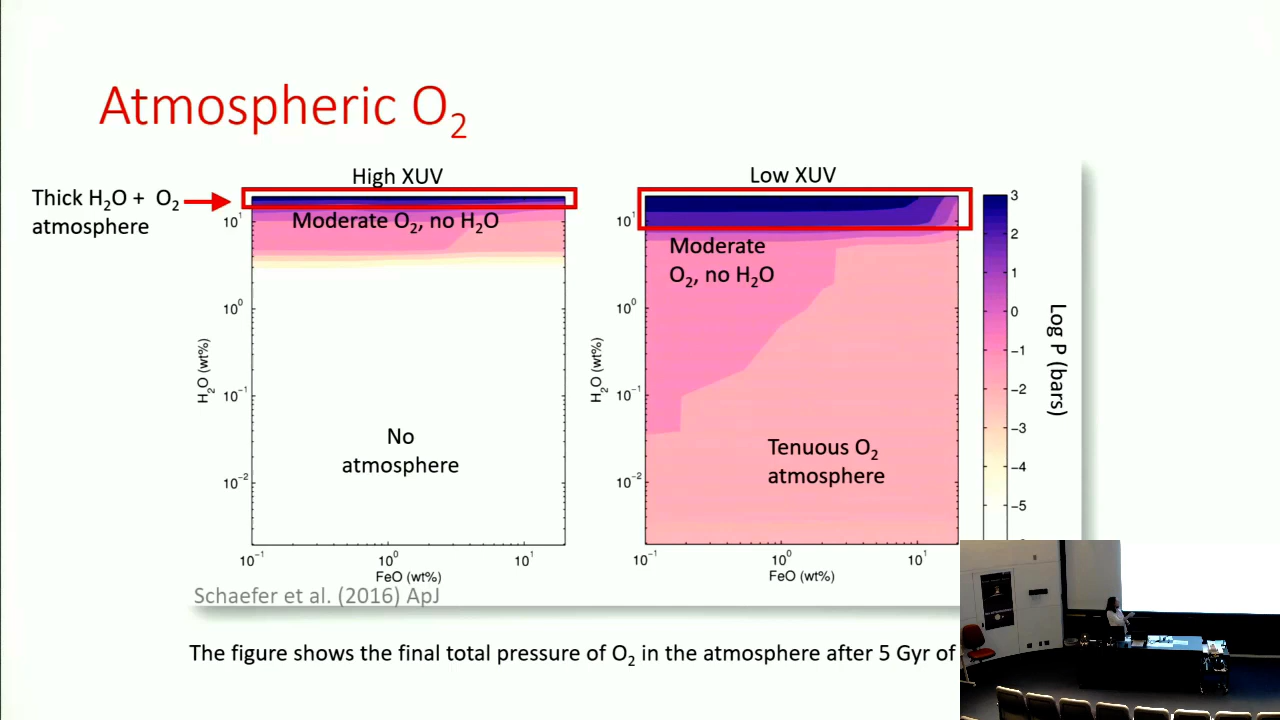 Atmospheric O₂
High XUV
Low XUV
Thick H₂O + O₂
atmosphere
Moderate O₂, no H₂O
No
atmosphere
Moderate
O₂, no H₂O
Tenuous O₂
atmosphere
10¹
10⁰
10⁻¹
10⁻²
H₂O (wt%)
10⁻¹
10⁰
10¹
FeO (wt%)
10¹
10⁰
10⁻¹
10⁻²
H₂O (wt%)
10⁻¹
10⁰
10¹
FeO (wt%)
3
2
1
0
−1
−2
−3
−4
−5
Log P (bars)
Schaefer et al. (2016) ApJ
The figure shows the final total pressure of O₂ in the atmosphere after 5 Gyr of